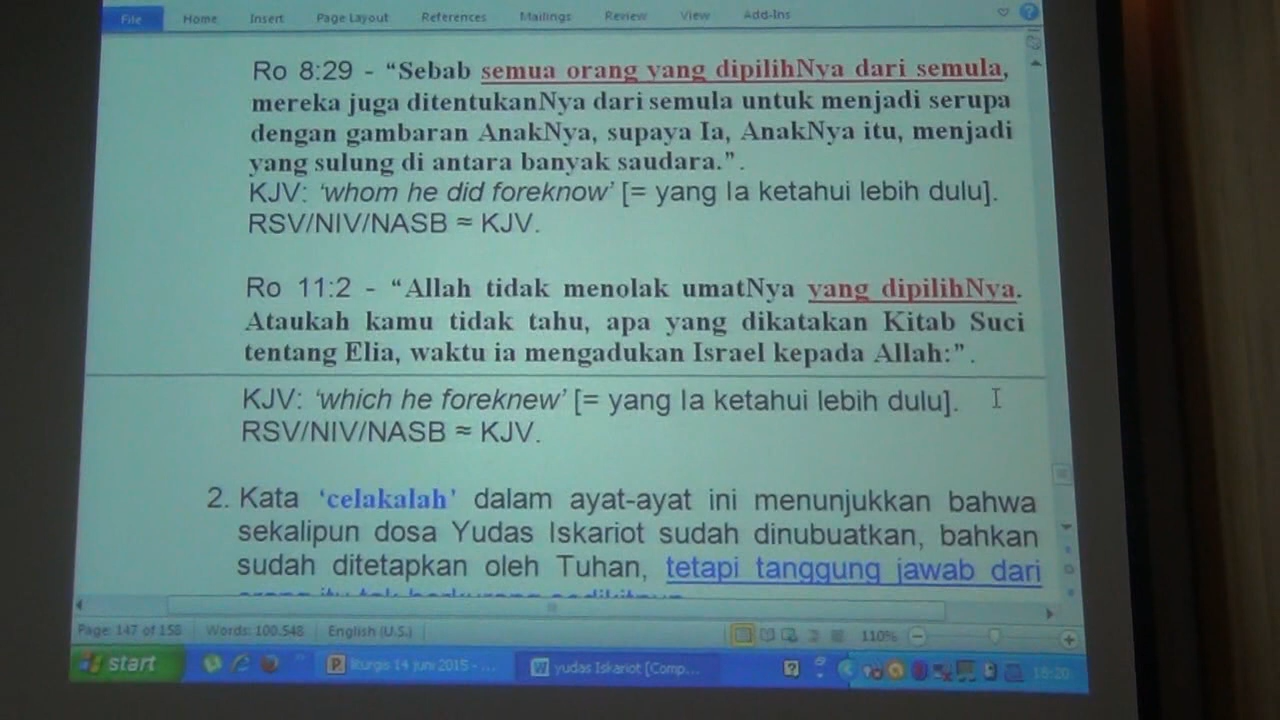 File Home Insert Page Layout References Mailings Review View Add-Ins
Ro 8:29 - “Sebab semua orang yang dipilihNya dari semula,
mereka juga ditentukanNya dari semula untuk menjadi serupa
dengan gambaran AnakNya, supaya Ia, AnakNya itu, menjadi
yang sulung di antara banyak saudara.”.
KJV: ‘whom he did foreknow’ [= yang Ia ketahui lebih dulu].
RSV/NIV/NASB ≈ KJV.
Ro 11:2 - “Allah tidak menolak umatNya yang dipilihNya.
Ataukah kamu tidak tahu, apa yang dikatakan Kitab Suci
tentang Elia, waktu ia mengadukan Israel kepada Allah:”.
KJV: ‘which he foreknew’ [= yang Ia ketahui lebih dulu].
RSV/NIV/NASB ≈ KJV.
2. Kata ‘celakalah’ dalam ayat-ayat ini menunjukkan bahwa
sekalipun dosa Yudas Iskariot sudah dinubuatkan, bahkan
sudah ditetapkan oleh Tuhan, tetapi tanggung jawab dari
Page: 147 of 158 Words: 100.548 English (U.S.) 110%
start liturgis 14 juni 2015 - ... yudas Iskariot [Comp... 18:20